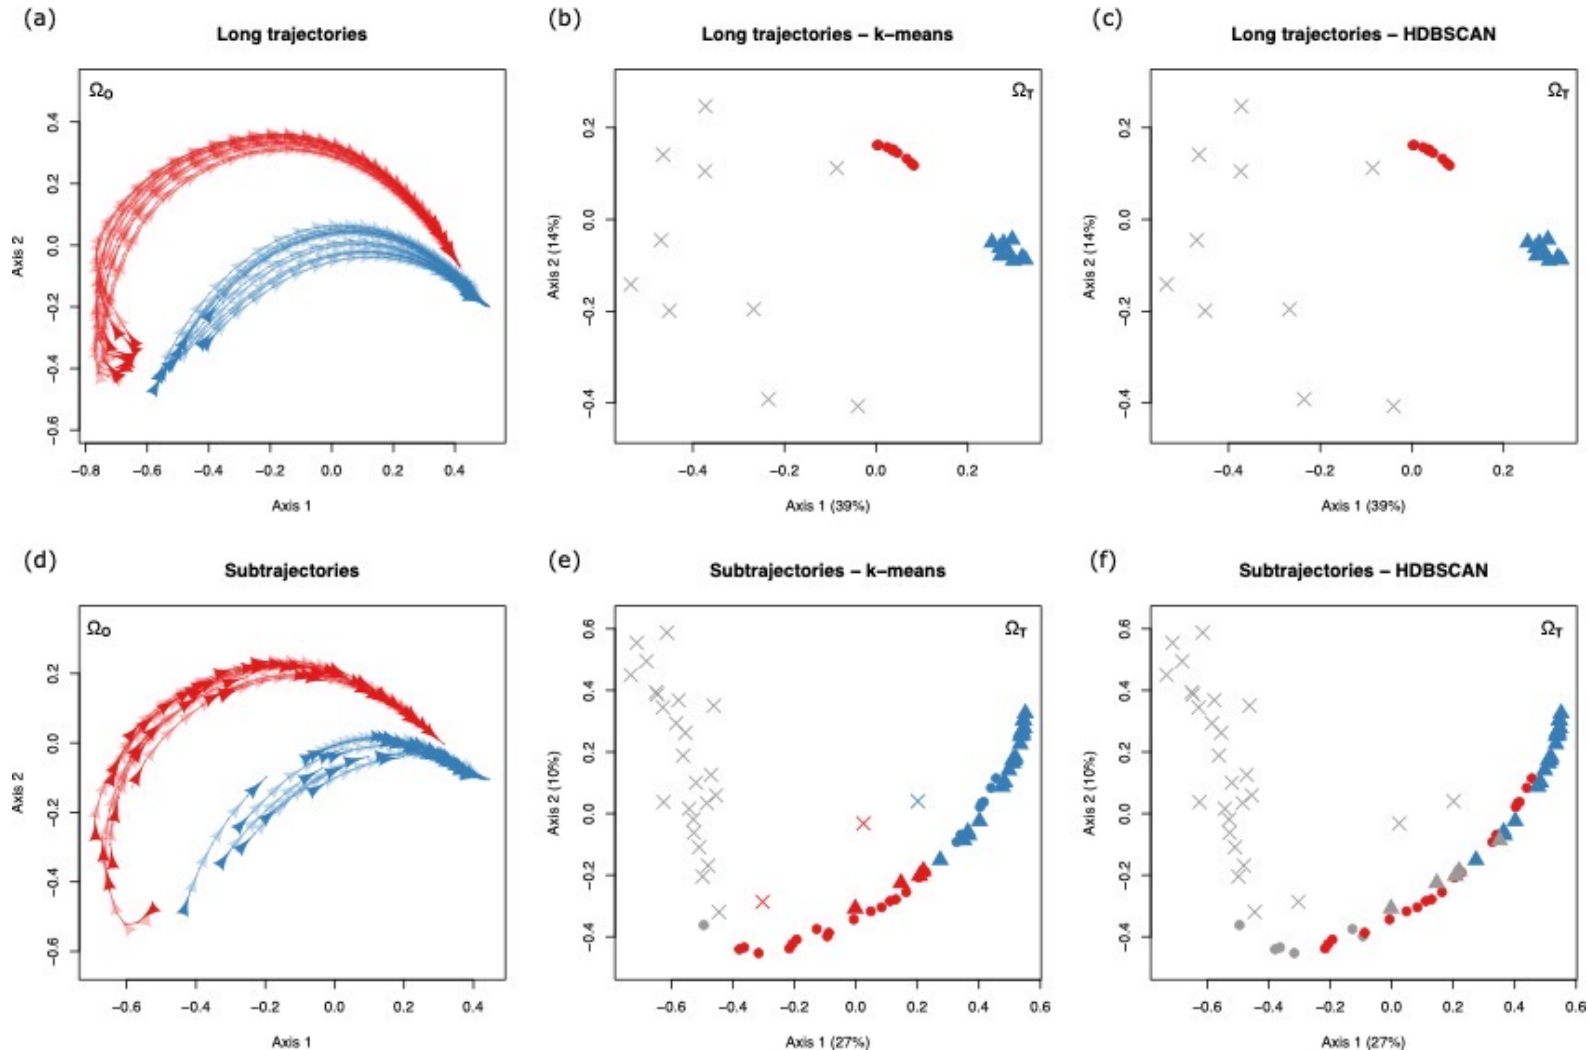 (a)
Long trajectories
Ω_O
Axis 2
0.4
0.2
0.0
−0.2
−0.4
−0.6
−0.8
−0.6
−0.4
−0.2
0.0
0.2
0.4
Axis 1
(b)
Long trajectories − k−means
Ω_T
Axis 2 (14%)
0.2
0.0
−0.2
−0.4
−0.4
−0.2
0.0
0.2
Axis 1 (39%)
(c)
Long trajectories − HDBSCAN
Ω_T
Axis 2 (14%)
0.2
0.0
−0.2
−0.4
−0.4
−0.2
0.0
0.2
Axis 1 (39%)
(d)
Subtrajectories
Ω_O
Axis 2
0.2
0.0
−0.2
−0.4
−0.6
−0.6
−0.4
−0.2
0.0
0.2
0.4
Axis 1
(e)
Subtrajectories − k−means
Ω_T
Axis 2 (10%)
0.6
0.4
0.2
0.0
−0.2
−0.4
−0.6
−0.4
−0.2
0.0
0.2
0.4
0.6
Axis 1 (27%)
(f)
Subtrajectories − HDBSCAN
Ω_T
Axis 2 (10%)
0.6
0.4
0.2
0.0
−0.2
−0.4
−0.6
−0.4
−0.2
0.0
0.2
0.4
0.6
Axis 1 (27%)